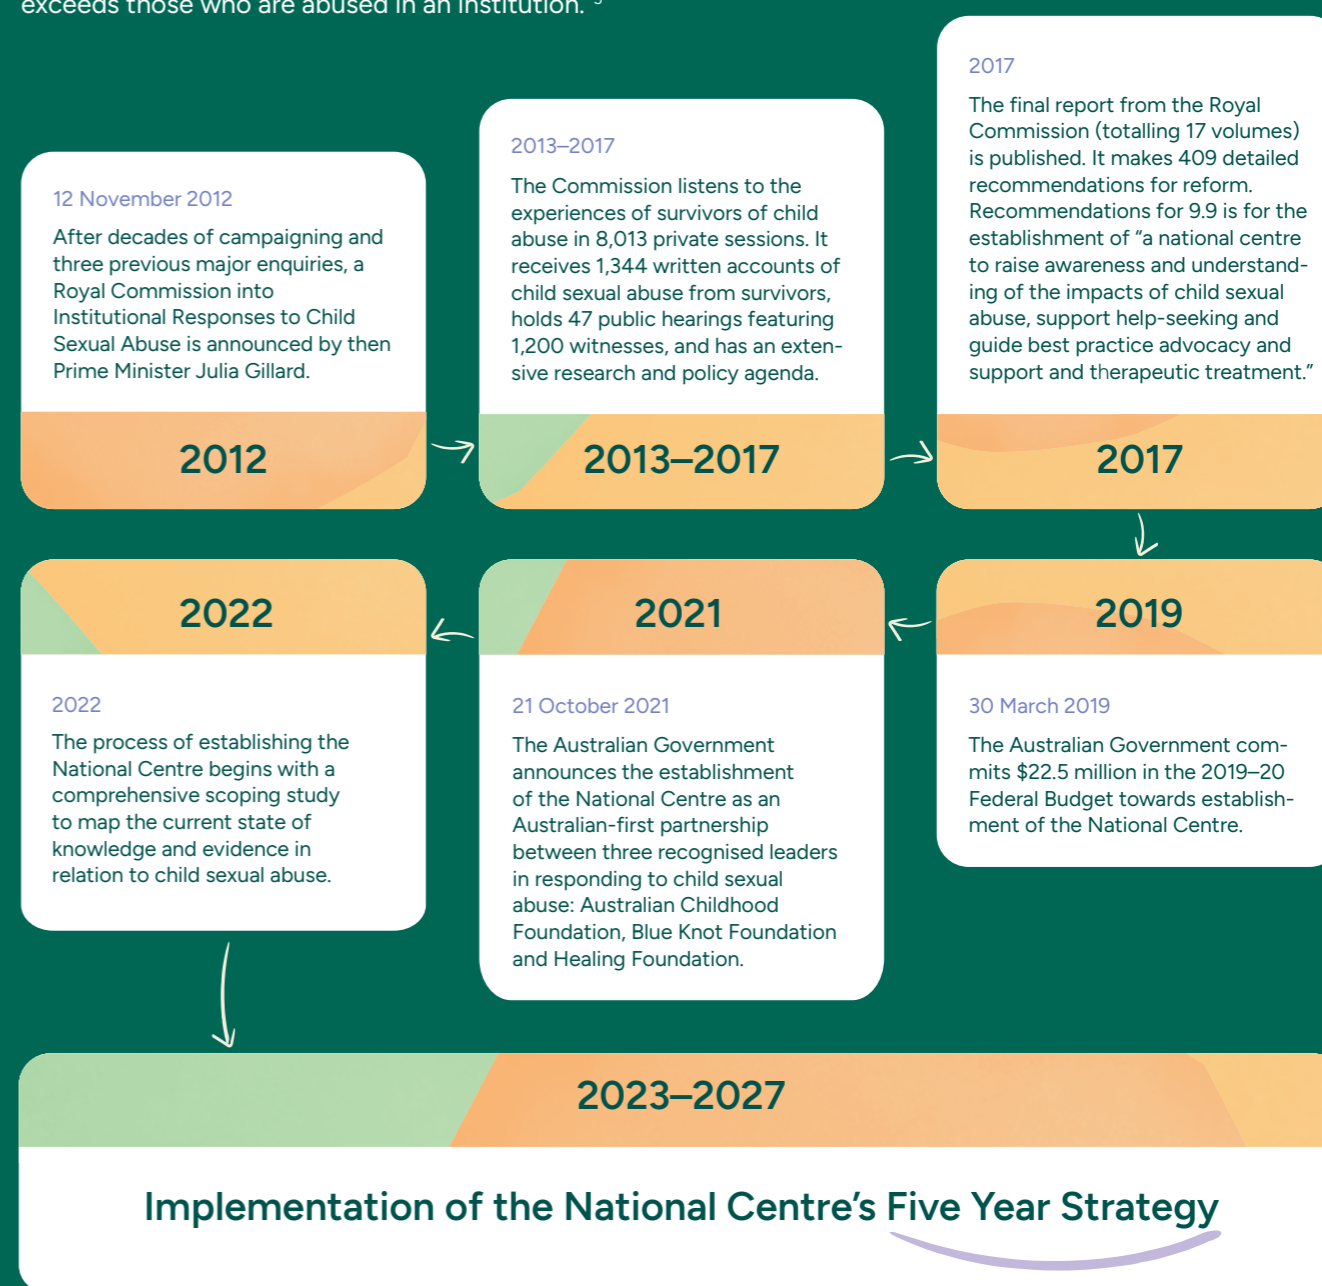 exceeds those who are abused in an institution.
12 November 2012
After decades of campaigning and
three previous major enquiries, a
Royal Commission into
Institutional Responses to Child
Sexual Abuse is announced by then
Prime Minister Julia Gillard.
2012
2013–2017
The Commission listens to the
experiences of survivors of child
abuse in 8,013 private sessions. It
receives 1,344 written accounts of
child sexual abuse from survivors,
holds 47 public hearings featuring
1,200 witnesses, and has an exten-
sive research and policy agenda.
2013–2017
2017
The final report from the Royal
Commission (totalling 17 volumes)
is published. It makes 409 detailed
recommendations for reform.
Recommendations for 9.9 is for the
establishment of “a national centre
to raise awareness and understand-
ing of the impacts of child sexual
abuse, support help-seeking and
guide best practice advocacy and
support and therapeutic treatment.”
2017
2019
30 March 2019
The Australian Government com-
mits $22.5 million in the 2019–20
Federal Budget towards establish-
ment of the National Centre.
2021
21 October 2021
The Australian Government
announces the establishment
of the National Centre as an
Australian-first partnership
between three recognised leaders
in responding to child sexual
abuse: Australian Childhood
Foundation, Blue Knot Foundation
and Healing Foundation.
2022
2022
The process of establishing the
National Centre begins with a
comprehensive scoping study
to map the current state of
knowledge and evidence in
relation to child sexual abuse.
2023–2027
Implementation of the National Centre’s Five Year Strategy